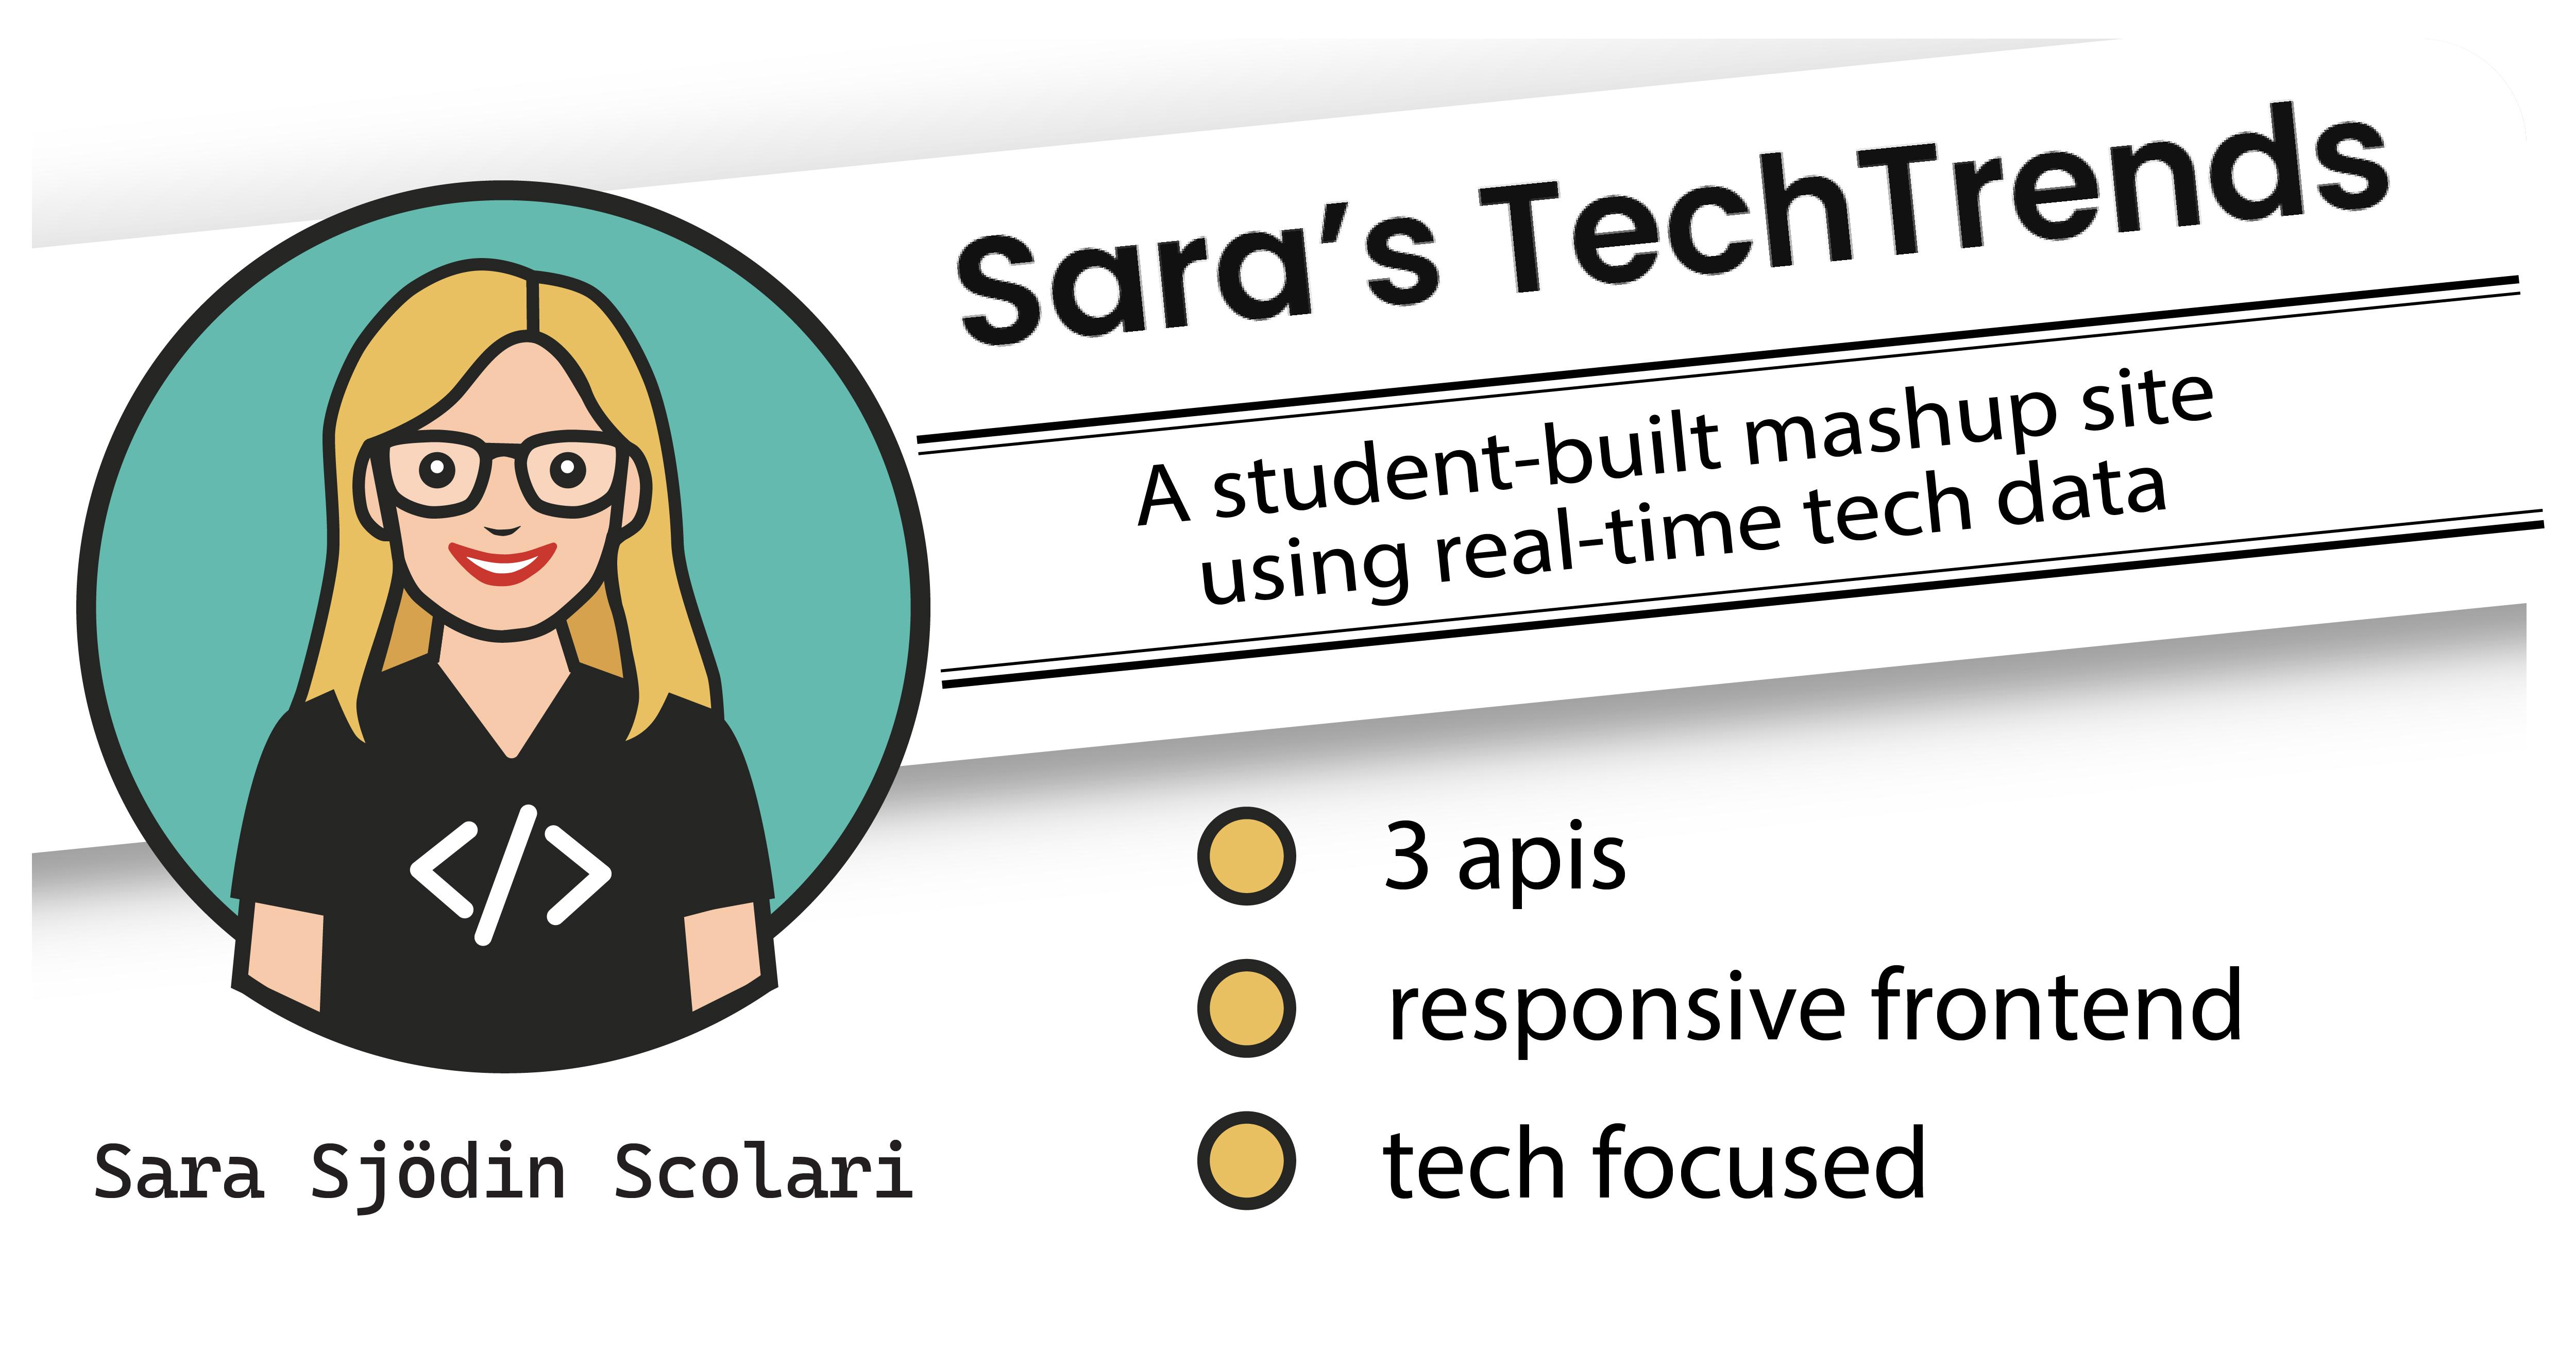 Sara’s TechTrends
A student-built mashup site
using real-time tech data
</>
3 apis
responsive frontend
tech focused
Sara Sjödin Scolari